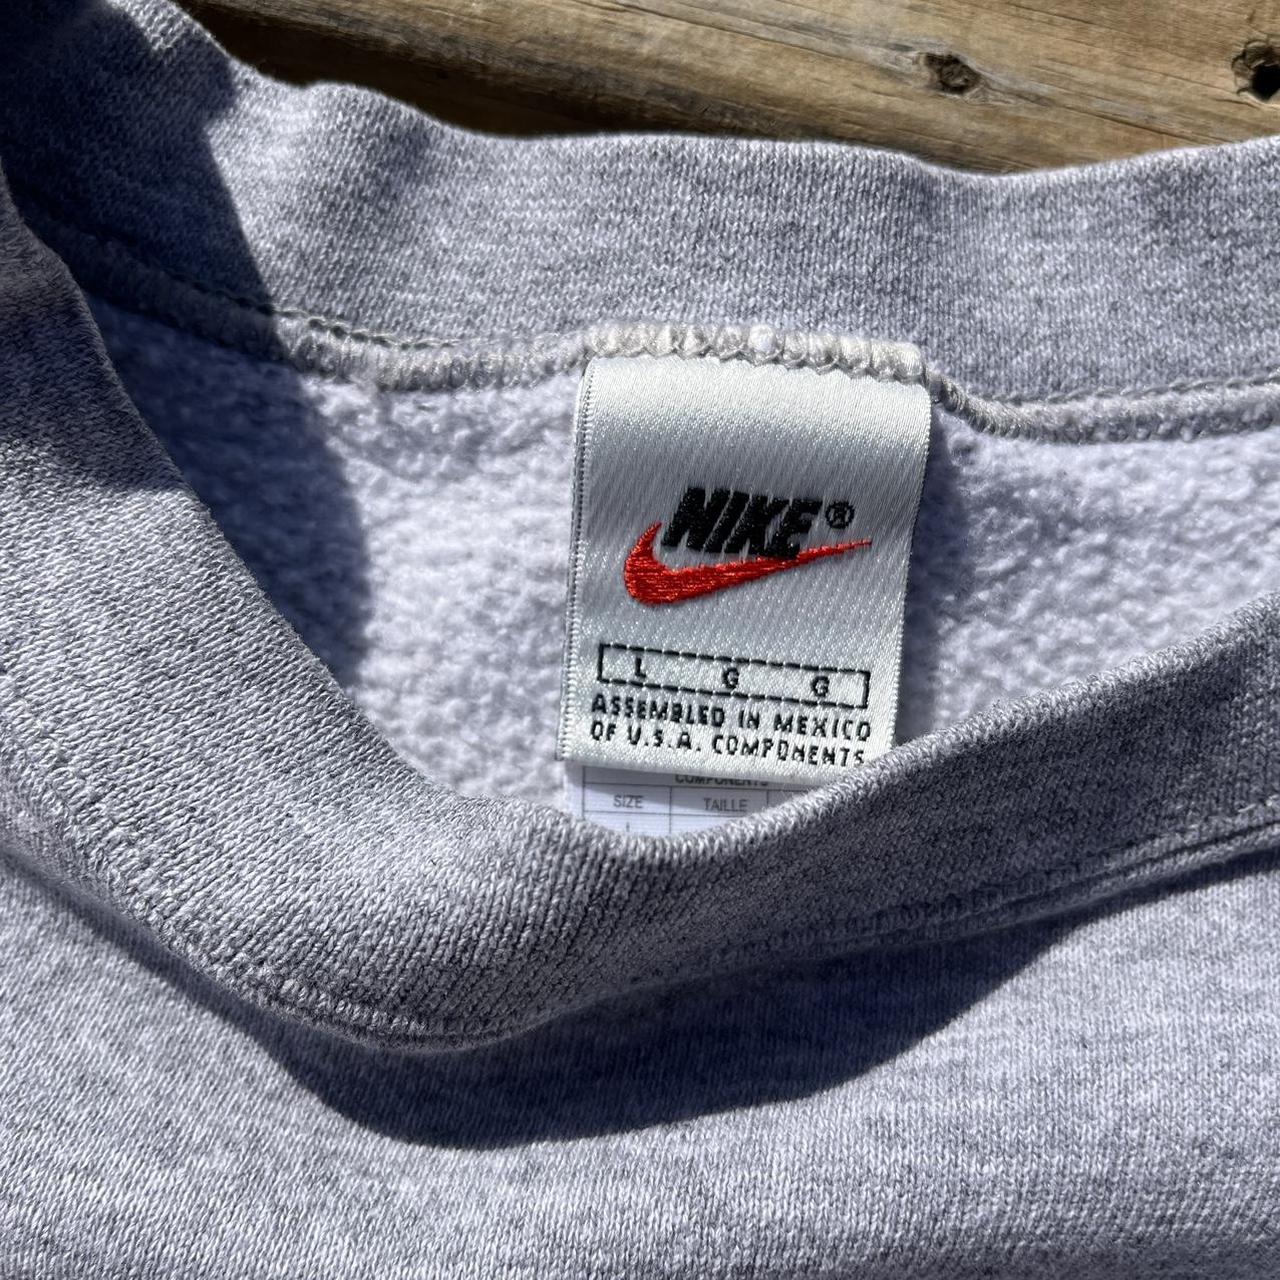 NIKE®
L G G
ASSEMBLED IN MEXICO
OF U.S.A. COMPONENTS
COMPONENTS
SIZE TAILLE
L